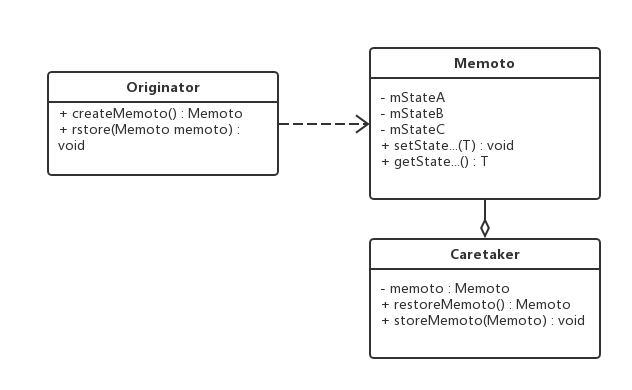 Originator
+ createMemoto() : Memoto
+ rstore(Memoto memoto) :
void
Memoto
- mStateA
- mStateB
- mStateC
+ setState...(T) : void
+ getState...() : T
Caretaker
- memoto : Memoto
+ restoreMemoto() : Memoto
+ storeMemoto(Memoto) : void